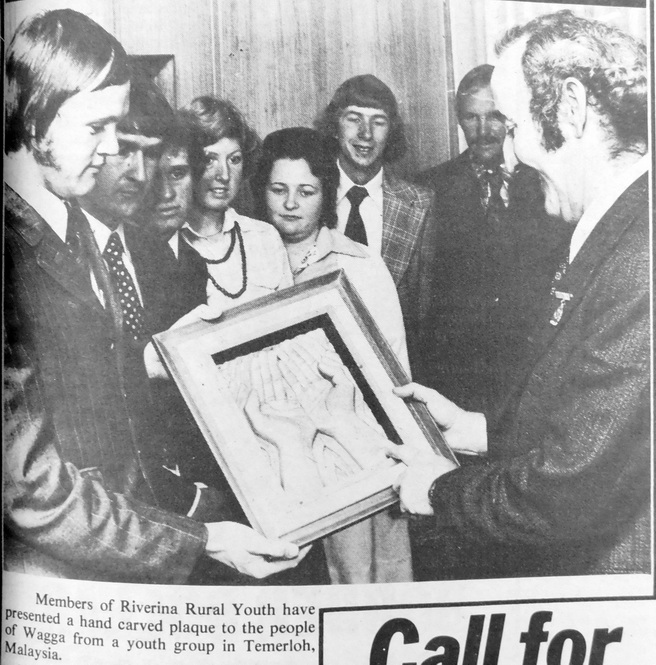 Members of Riverina Rural Youth have
presented a hand carved plaque to the people
of Wagga from a youth group in Temerloh,
Malaysia.
Call for